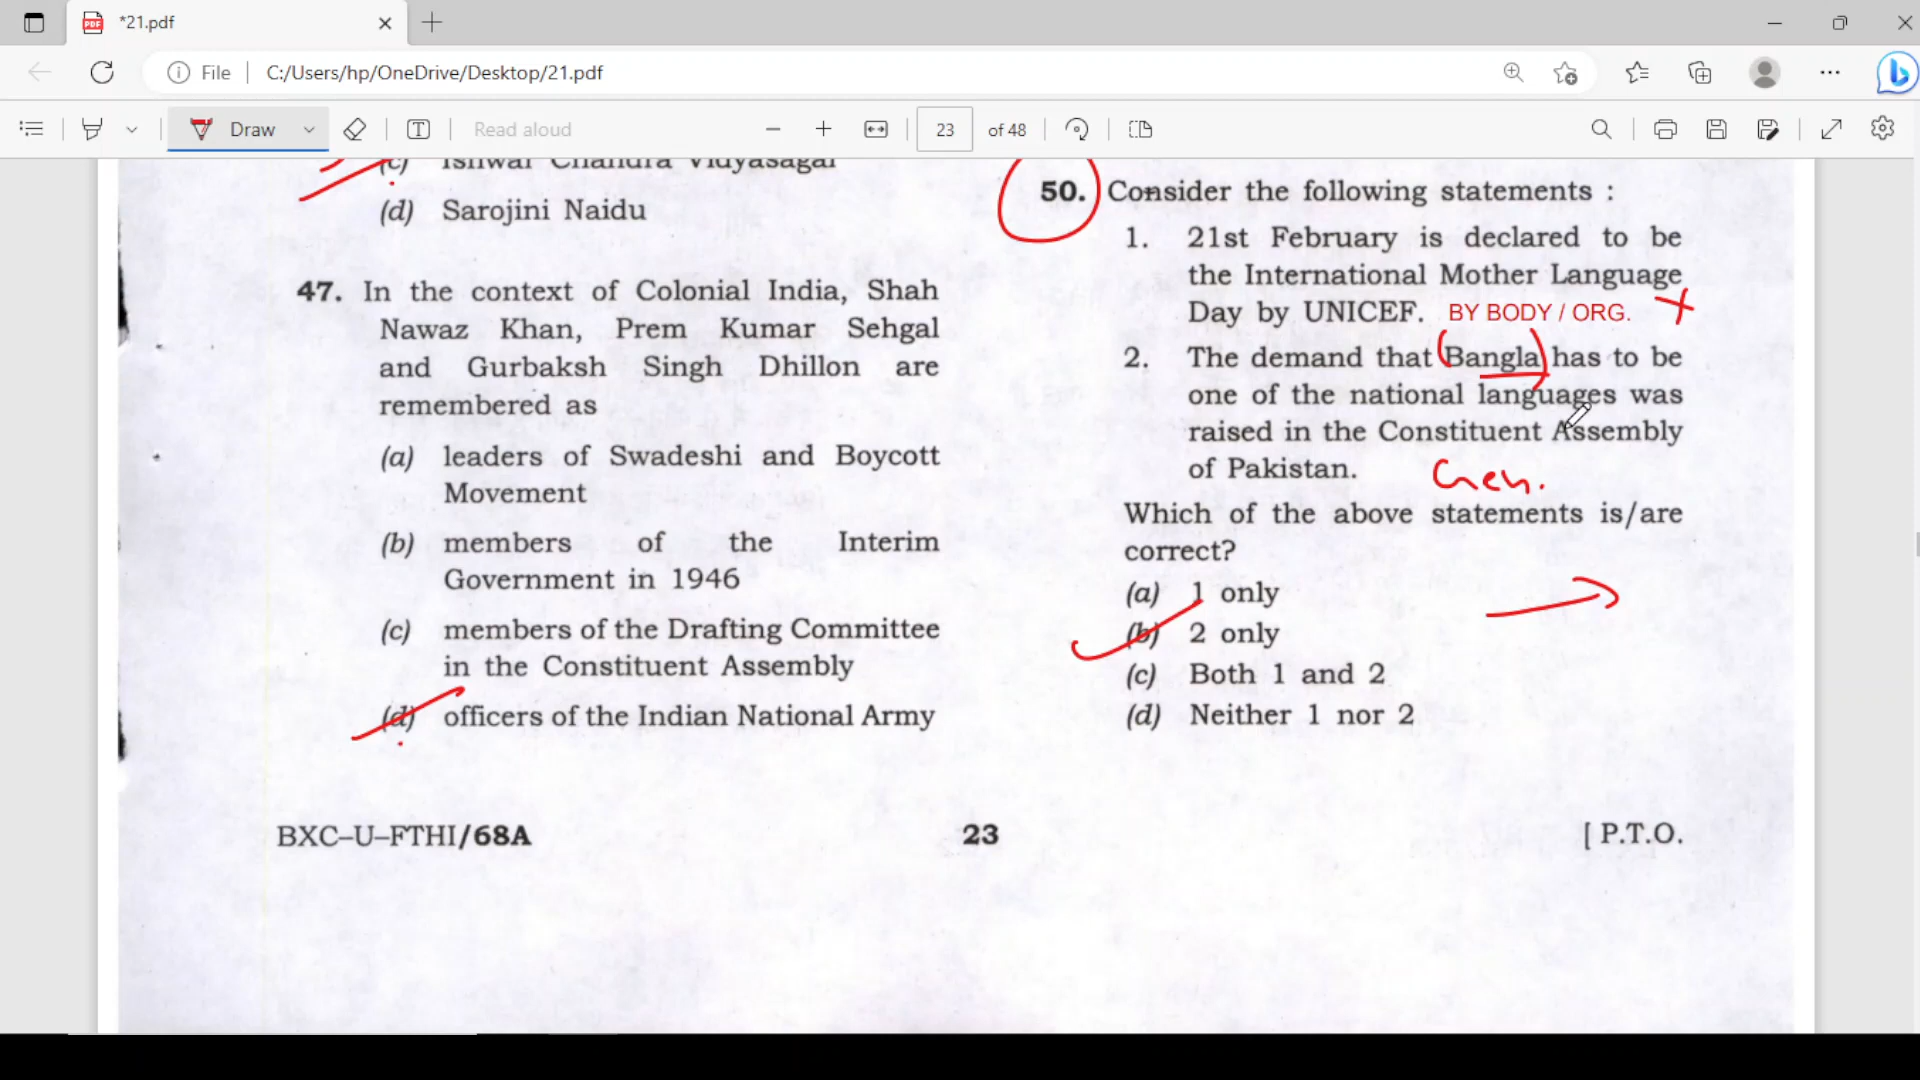 *21.pdf
File
C:/Users/hp/OneDrive/Desktop/21.pdf
Draw
Read aloud
23
of 48
(c) Ishwar Chandra Vidyasagar
(d) Sarojini Naidu
47. In the context of Colonial India, Shah
Nawaz Khan, Prem Kumar Sehgal
and Gurbaksh Singh Dhillon are
remembered as
(a) leaders of Swadeshi and Boycott
Movement
(b) members of the Interim
Government in 1946
(c) members of the Drafting Committee
in the Constituent Assembly
(d) officers of the Indian National Army
50. Consider the following statements :
1. 21st February is declared to be
the International Mother Language
Day by UNICEF. BY BODY / ORG.
2. The demand that Bangla has to be
one of the national languages was
raised in the Constituent Assembly
of Pakistan. Gen.
Which of the above statements is/are
correct?
(a) 1 only
(b) 2 only
(c) Both 1 and 2
(d) Neither 1 nor 2
BXC–U–FTHI/68A
23
[ P.T.O.